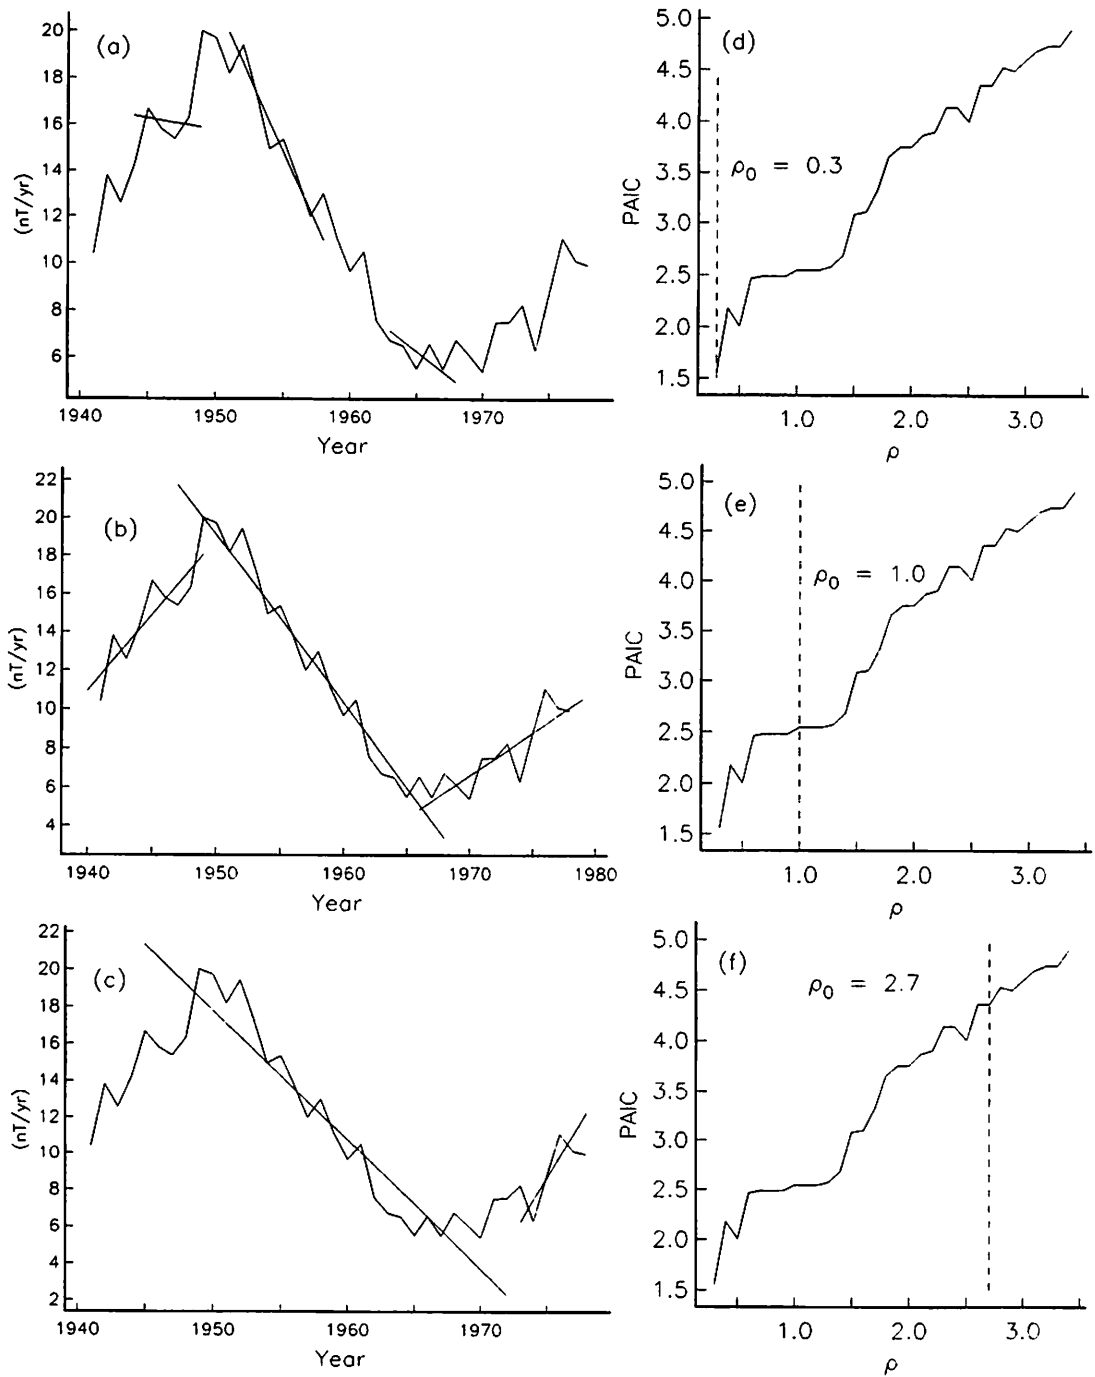 (a)
20
18
16
14
12
10
8
6
(nT/yr)
1940 1950 1960 1970
Year
(d)
5.0
4.5
4.0
3.5
3.0
2.5
2.0
1.5
PAIC
ρ₀ = 0.3
1.0 2.0 3.0
ρ
(b)
22
20
18
16
14
12
10
8
6
4
(nT/yr)
1940 1950 1960 1970 1980
Year
(e)
5.0
4.5
4.0
3.5
3.0
2.5
2.0
1.5
PAIC
ρ₀ = 1.0
1.0 2.0 3.0
ρ
(c)
22
20
18
16
14
12
10
8
6
4
2
(nT/yr)
1940 1950 1960 1970
Year
(f)
5.0
4.5
4.0
3.5
3.0
2.5
2.0
1.5
PAIC
ρ₀ = 2.7
1.0 2.0 3.0
ρ